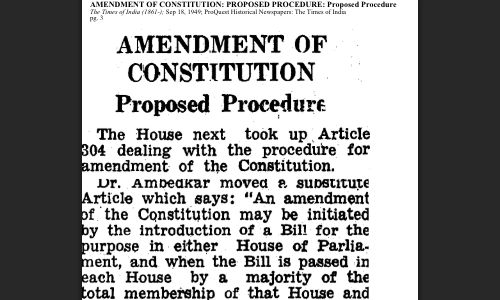 AMENDMENT OF CONSTITUTION: PROPOSED PROCEDURE: Proposed Procedure
The Times of India (1861-); Sep 18, 1949; ProQuest Historical Newspapers: The Times of India
pg. 3
AMENDMENT OF
CONSTITUTION
Proposed Procedure
The House next took up Article
304 dealing with the procedure for
amendment of the Constitution.
Dr. Ambedkar moved a substitute
Article which says: "An amendment
of the Constitution may be initiated
by the introduction of a Bill for the
purpose in either House of Parlia-
ment, and when the Bill is passed in
each House by a majority of the
total membership of that House and